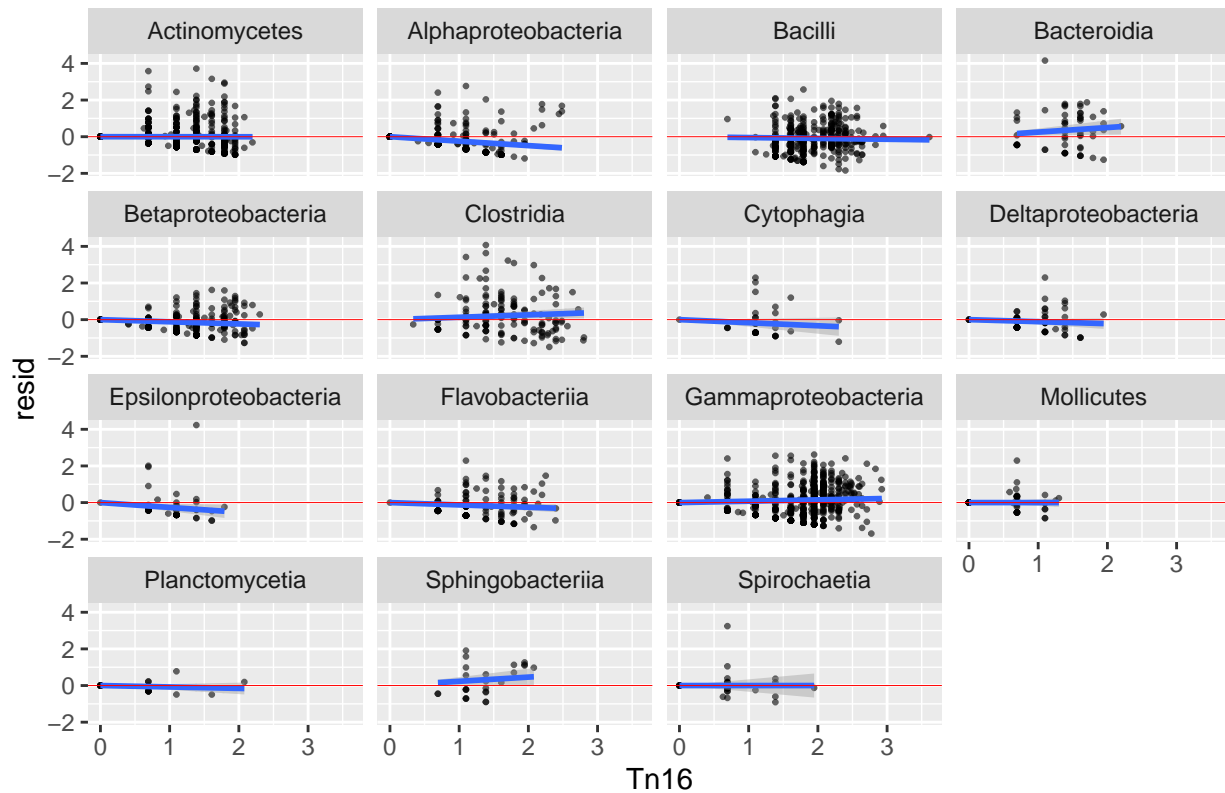 Actinomycetes Alphaproteobacteria Bacilli Bacteroidia
4
2
0
−2
Betaproteobacteria Clostridia Cytophagia Deltaproteobacteria
4
2
0
−2
Epsilonproteobacteria Flavobacteriia Gammaproteobacteria Mollicutes
4
2
0
−2
0 1 2 3
Planctomycetia Sphingobacteriia Spirochaetia
4
2
0
−2
0 1 2 3 0 1 2 3 0 1 2 3
Tn16
resid